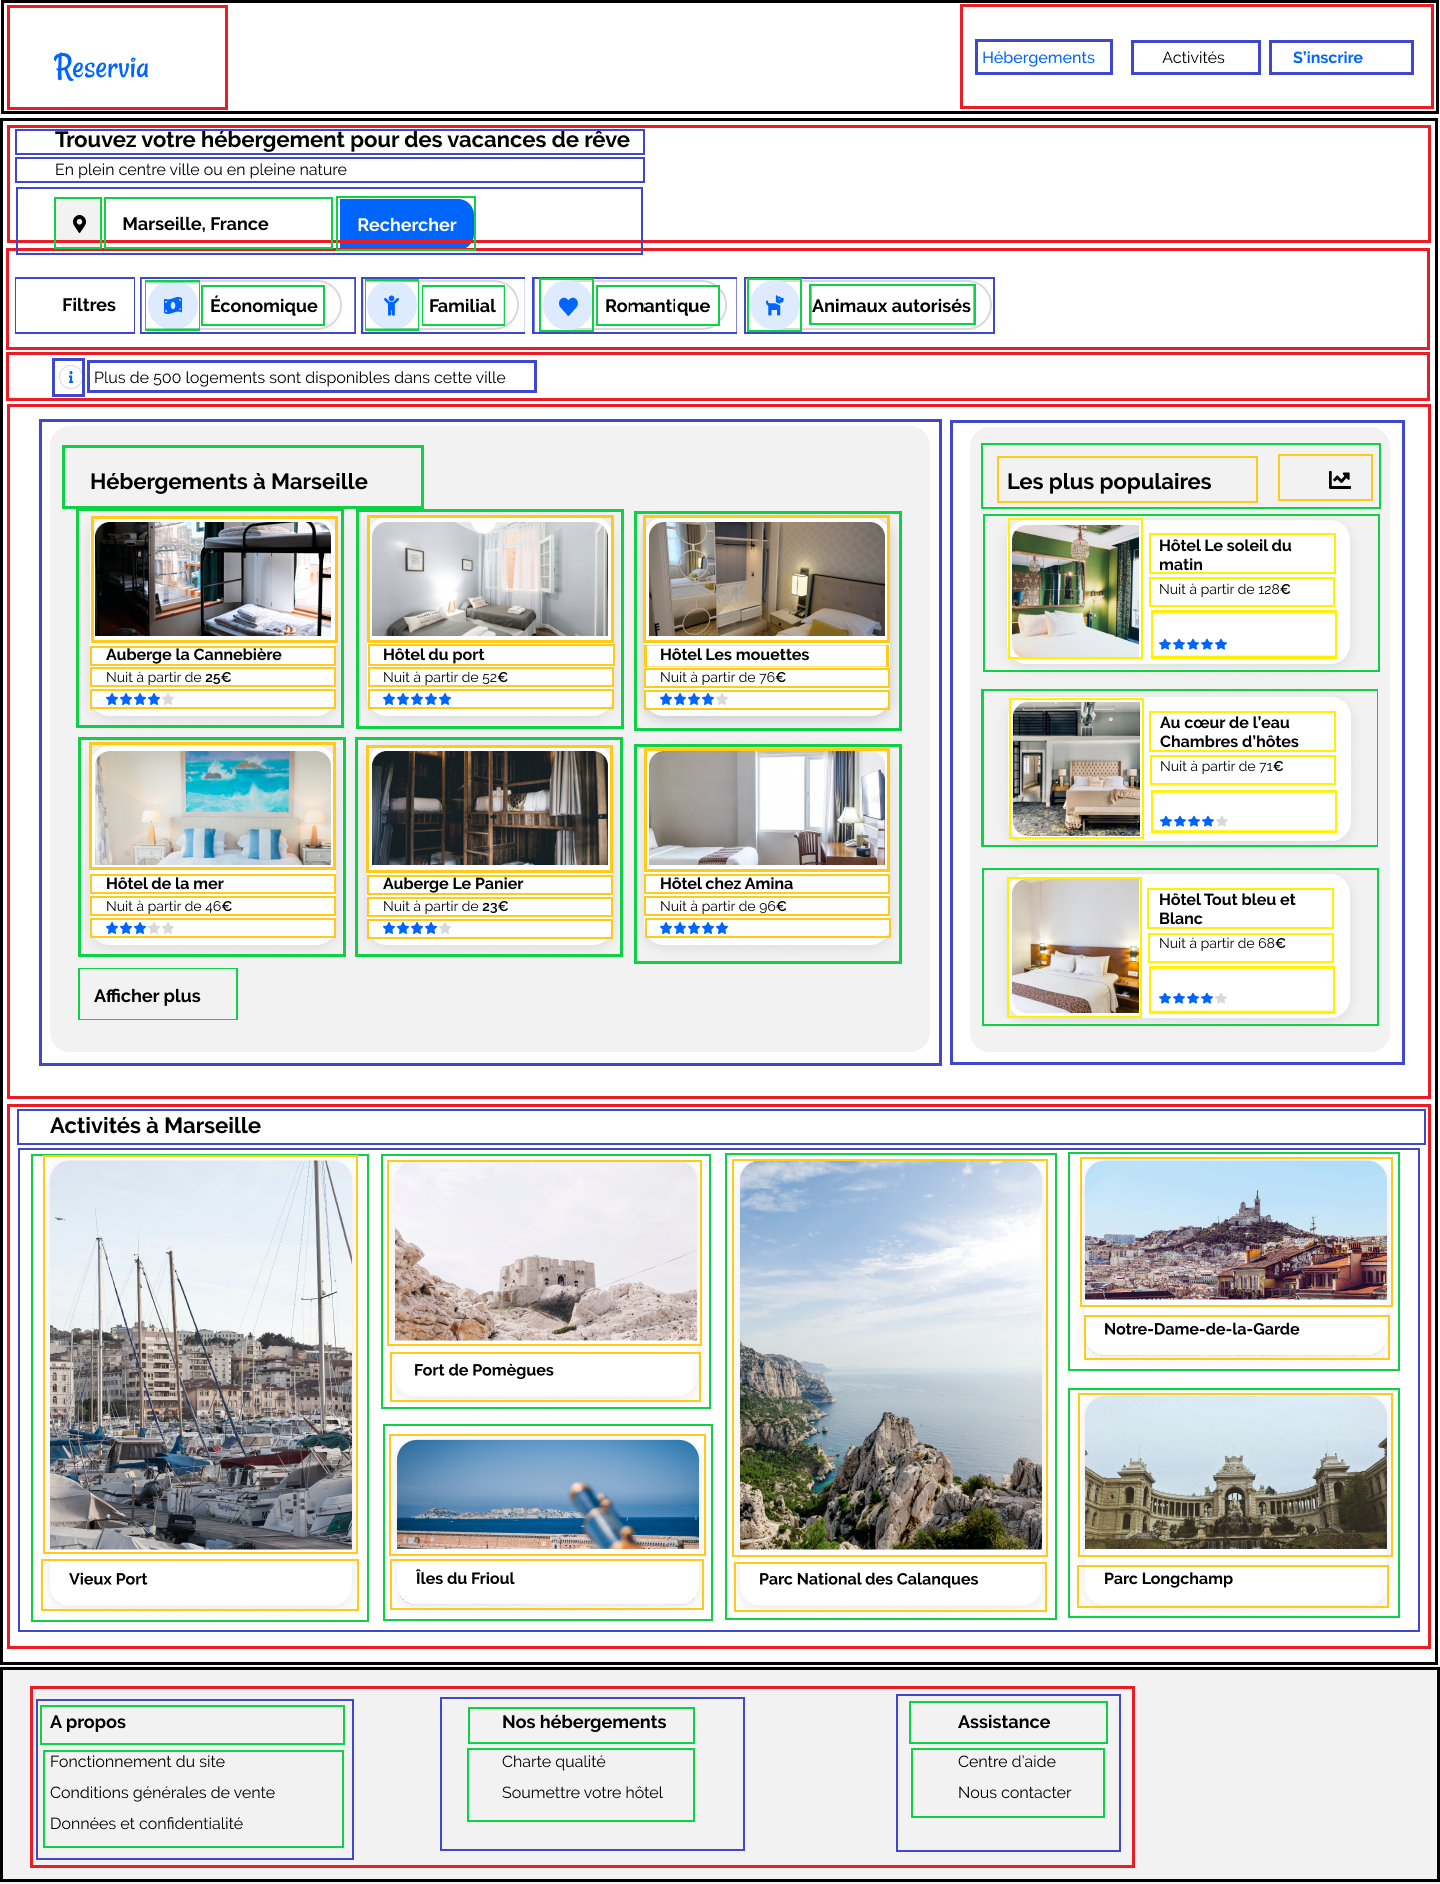 Reservia
Hébergements
Activités
S'inscrire
Trouvez votre hébergement pour des vacances de rêve
En plein centre ville ou en pleine nature
Marseille, France
Rechercher
Filtres
Économique
Familial
Romantique
Animaux autorisés
Plus de 500 logements sont disponibles dans cette ville
Hébergements à Marseille
Auberge la Cannebière
Nuit à partir de 25€
Hôtel du port
Nuit à partir de 52€
Hôtel Les mouettes
Nuit à partir de 76€
Hôtel de la mer
Nuit à partir de 46€
Auberge Le Panier
Nuit à partir de 23€
Hôtel chez Amina
Nuit à partir de 96€
Afficher plus
Les plus populaires
Hôtel Le soleil du
matin
Nuit à partir de 128€
Au cœur de l'eau
Chambres d'hôtes
Nuit à partir de 71€
Hôtel Tout bleu et
Blanc
Nuit à partir de 68€
Activités à Marseille
Vieux Port
Fort de Pomègues
Îles du Frioul
Parc National des Calanques
Notre-Dame-de-la-Garde
Parc Longchamp
A propos
Fonctionnement du site
Conditions générales de vente
Données et confidentialité
Nos hébergements
Charte qualité
Soumettre votre hôtel
Assistance
Centre d'aide
Nous contacter